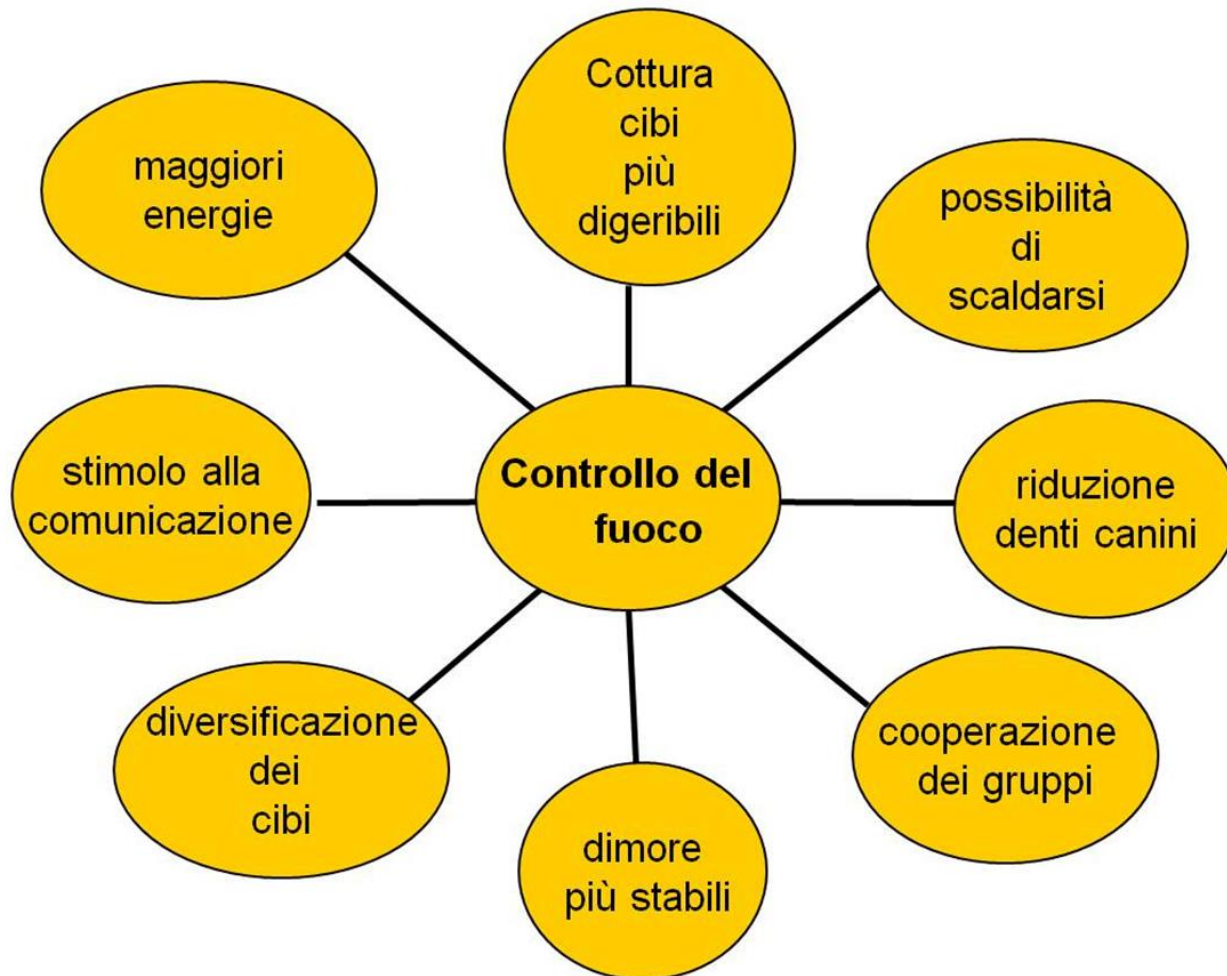 Cottura
cibi
più
digeribili
maggiori
energie
possibilità
di
scaldarsi
stimolo alla
comunicazione
Controllo del
fuoco
riduzione
denti canini
diversificazione
dei
cibi
cooperazione
dei gruppi
dimore
più stabili